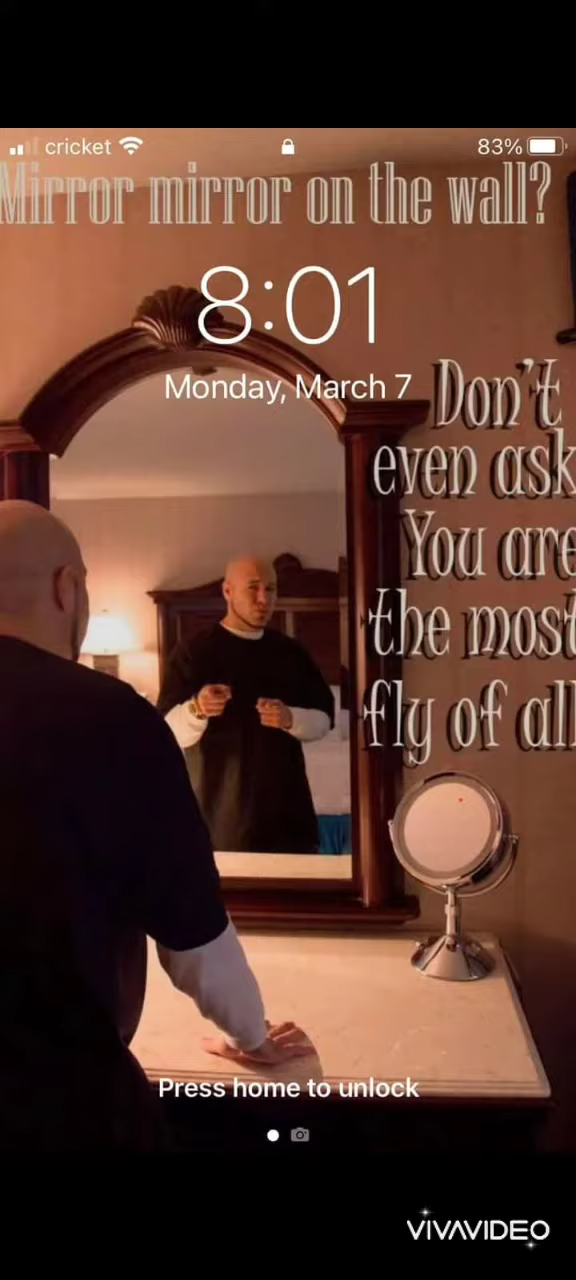 cricket 83%
Mirror mirror on the wall?
8:01
Monday, March 7
Don't
even ask
You are
the most
fly of all
Press home to unlock
VIVAVIDEO